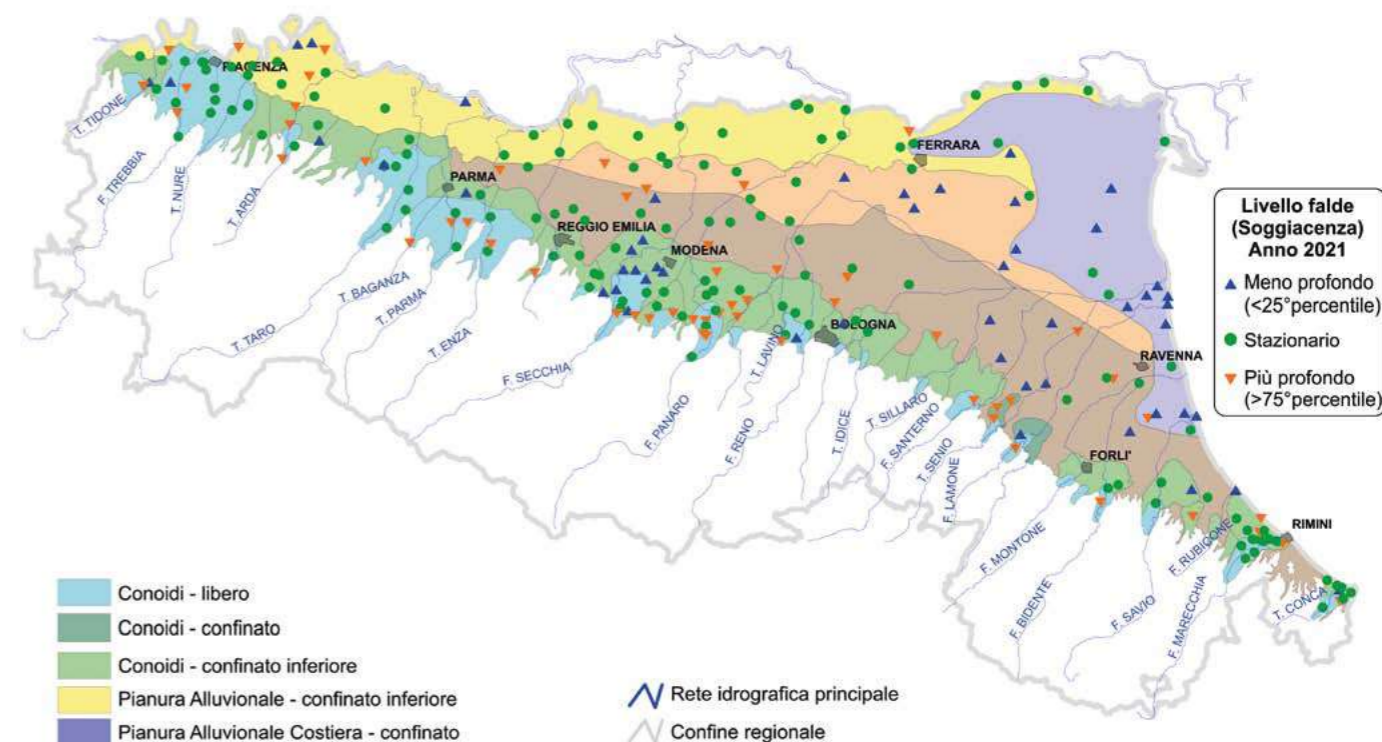 PIACENZA
T. TIDONE
F. TREBBIA
T. NURE
T. ARDA
PARMA
FERRARA
REGGIO EMILIA
MODENA
BOLOGNA
RAVENNA
FORLI'
RIMINI
T. TARO
T. BAGANZA
T. PARMA
T. ENZA
F. SECCHIA
F. PANARO
F. RENO
T. LAVINO
T. IDICE
T. SILLARO
F. SANTERNO
T. SENIO
F. LAMONE
F. MONTONE
F. BIDENTE
F. SAVIO
F. RUBICONE
F. MARECCHIA
T. CONCA
Livello falde
(Soggiacenza)
Anno 2021
Meno profondo
(<25°percentile)
Stazionario
Più profondo
(>75°percentile)
Conoidi - libero
Conoidi - confinato
Conoidi - confinato inferiore
Pianura Alluvionale - confinato inferiore
Pianura Alluvionale Costiera - confinato
Rete idrografica principale
Confine regionale